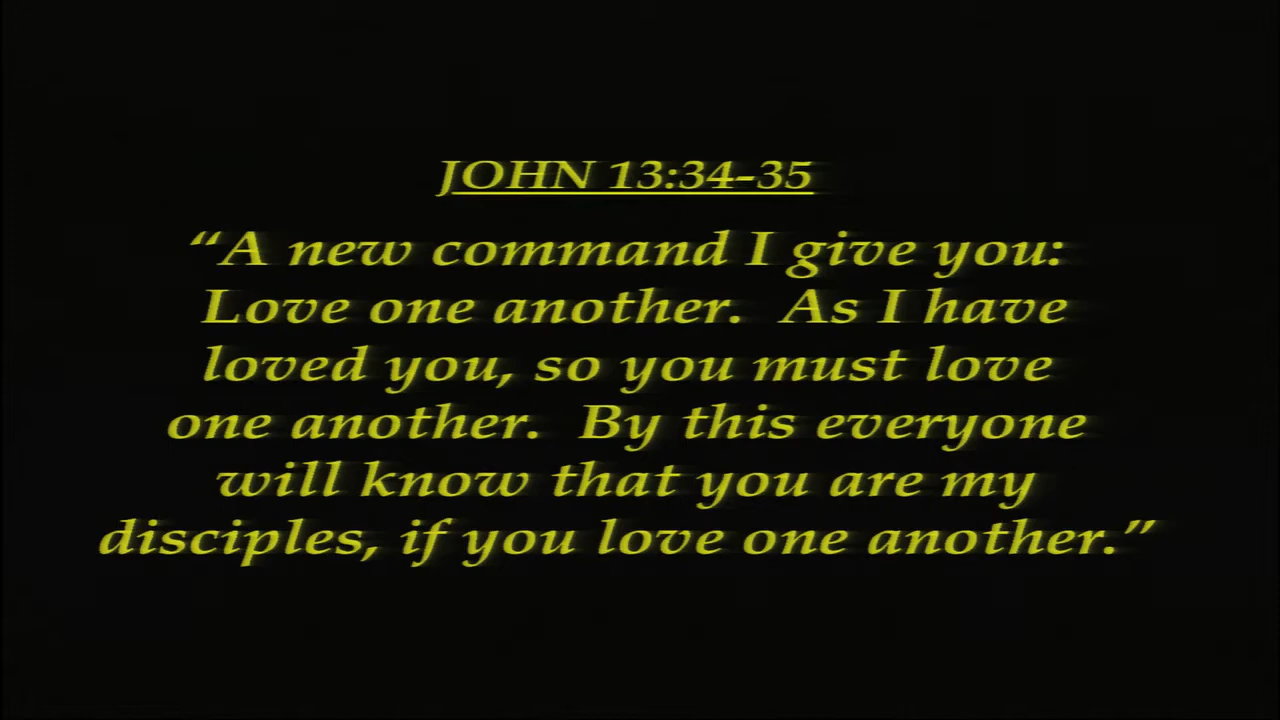 JOHN 13:34-35
“A new command I give you:
Love one another.  As I have
loved you, so you must love
one another.  By this everyone
will know that you are my
disciples, if you love one another.”